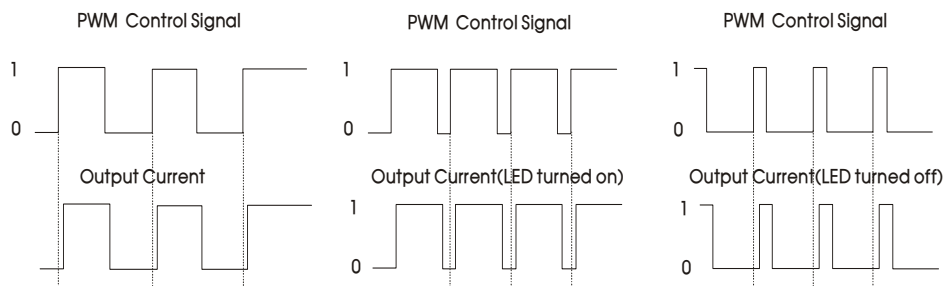 PWM Control Signal
1
0
Output Current
PWM Control Signal
1
0
Output Current(LED turned on)
1
0
PWM Control Signal
1
0
Output Current(LED turned off)
1
0